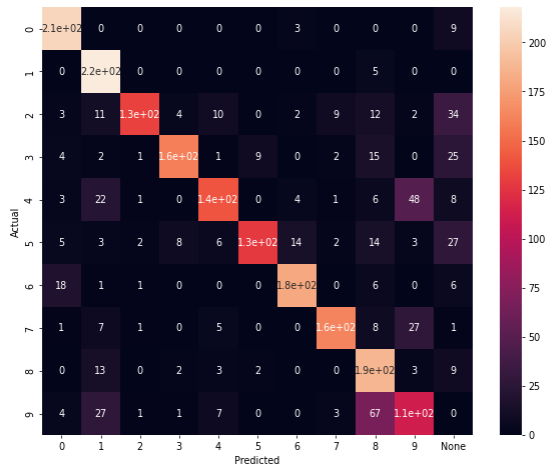 0 2.1e+02 0 0 0 0 0 3 0 0 0 9
1 0 2.2e+02 0 0 0 0 0 0 5 0 0
2 3 11 1.3e+02 4 10 0 2 9 12 2 34
3 4 2 1 1.6e+02 1 9 0 2 15 0 25
4 3 22 1 0 1.4e+02 0 4 1 6 48 8
5 5 3 2 8 6 1.3e+02 14 2 14 3 27
6 18 1 1 0 0 0 1.8e+02 0 6 0 6
7 1 7 1 0 5 0 0 1.6e+02 8 27 1
8 0 13 0 2 3 2 0 0 1.9e+02 3 9
9 4 27 1 1 7 0 0 3 67 1.1e+02 0
0 1 2 3 4 5 6 7 8 9 None
Predicted
Actual
200
175
150
125
100
75
50
25
0